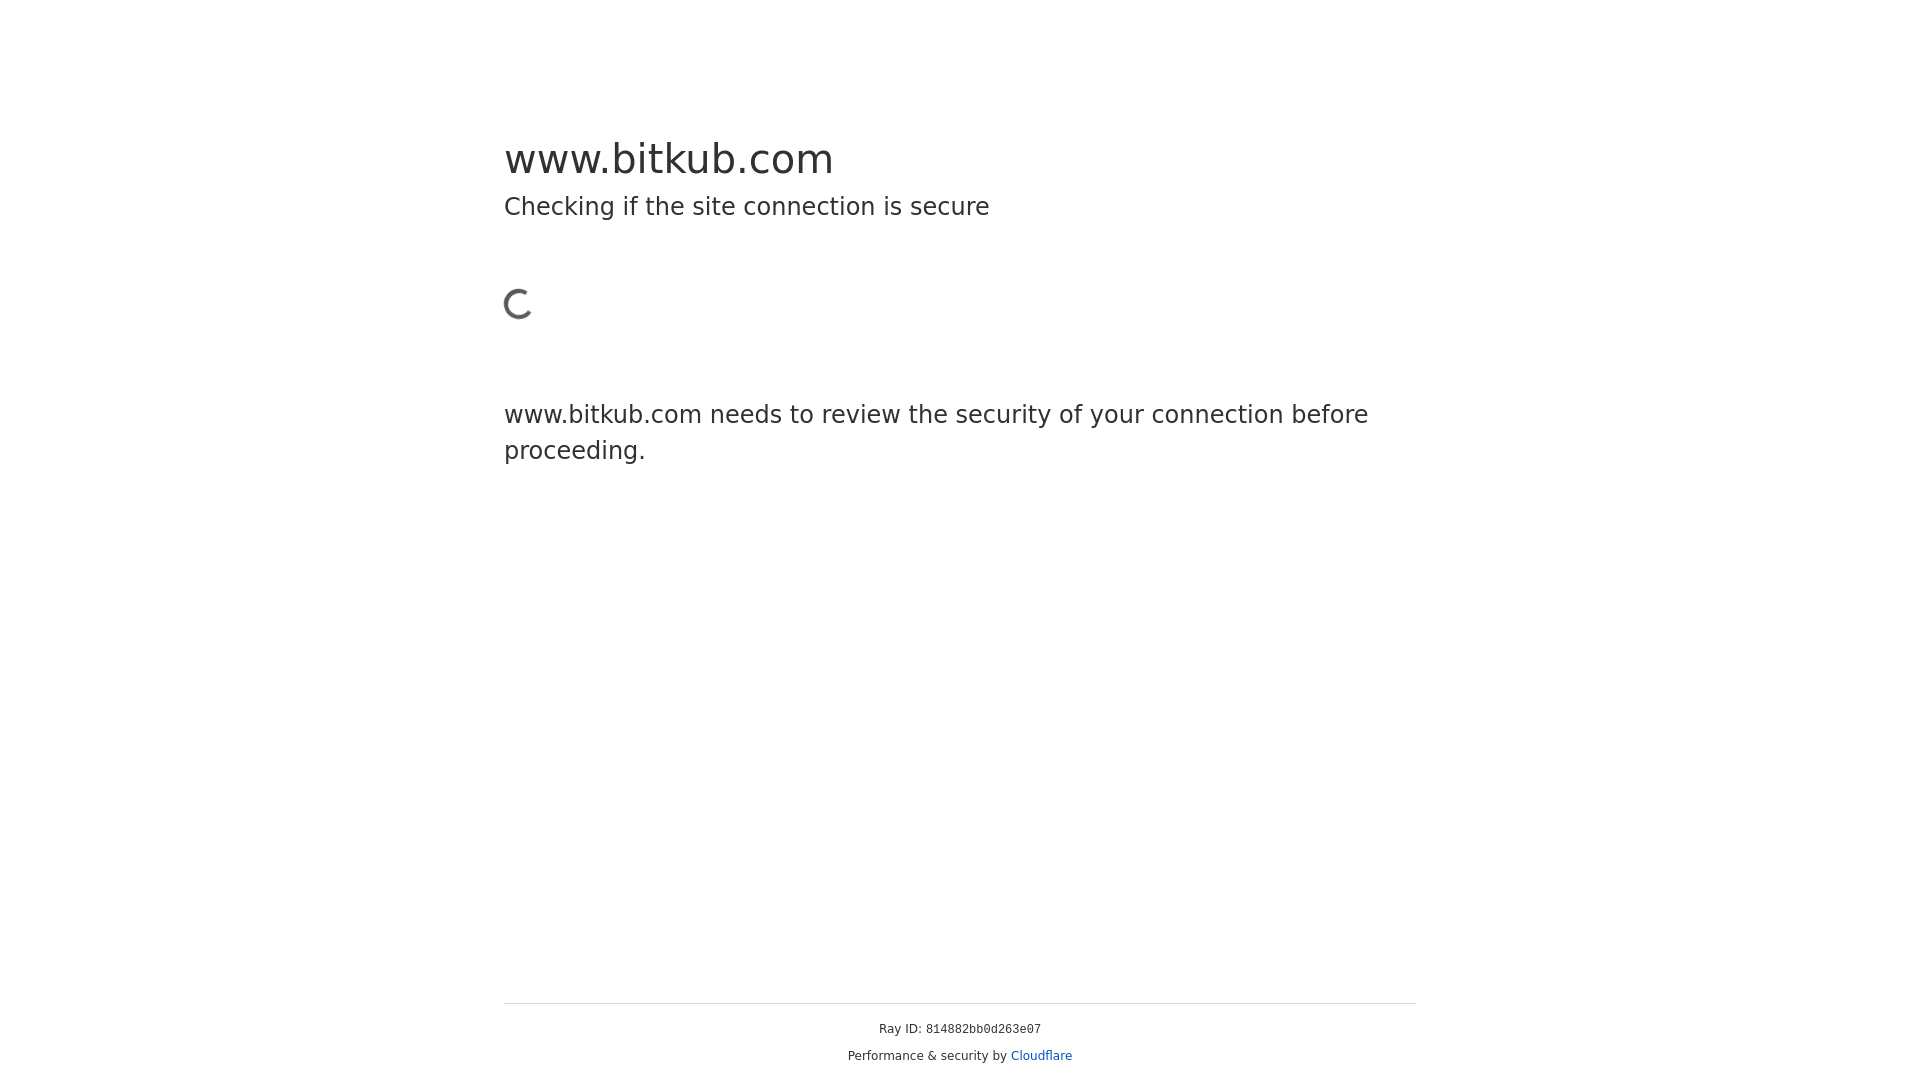 www.bitkub.com
Checking if the site connection is secure
www.bitkub.com needs to review the security of your connection before
proceeding.
Ray ID: 814882bb0d263e07
Performance & security by Cloudflare